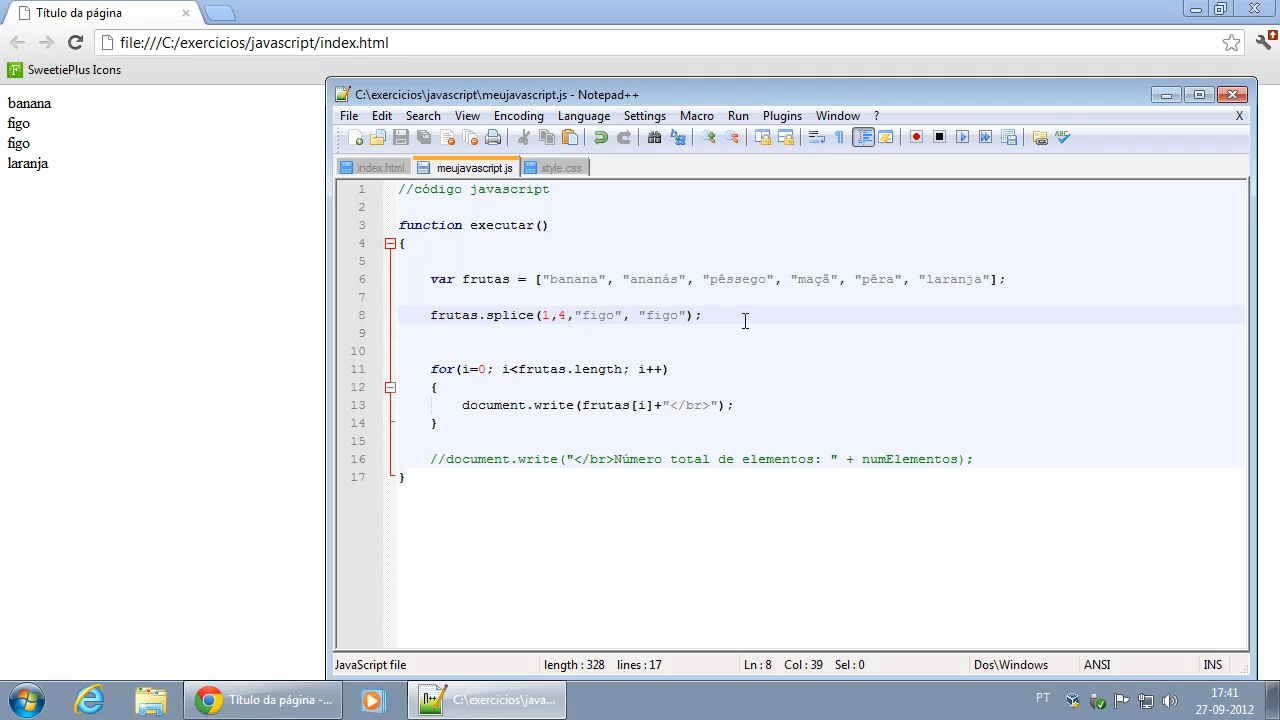 Título da página
file:///C:/exercicios/javascript/index.html
SweetiePlus Icons
banana
figo
figo
laranja
C:\exercicios\javascript\meujavascript.js - Notepad++
File Edit Search View Encoding Language Settings Macro Run Plugins Window ? X
index.html meujavascript.js style.css
1 //código javascript
2
3 function executar()
4 {
5
6 var frutas = ["banana", "ananás", "pêssego", "maçã", "pêra", "laranja"];
7
8 frutas.splice(1,4,"figo", "figo");
9
10
11 for(i=0; i<frutas.length; i++)
12 {
13 document.write(frutas[i]+"</br>");
14 }
15
16 //document.write("</br>Número total de elementos: " + numElementos);
17 }
JavaScript file length : 328 lines : 17 Ln : 8 Col : 39 Sel : 0 Dos\Windows ANSI INS
Título da página -... C:\exercicios\java... PT 17:41
27-09-2012